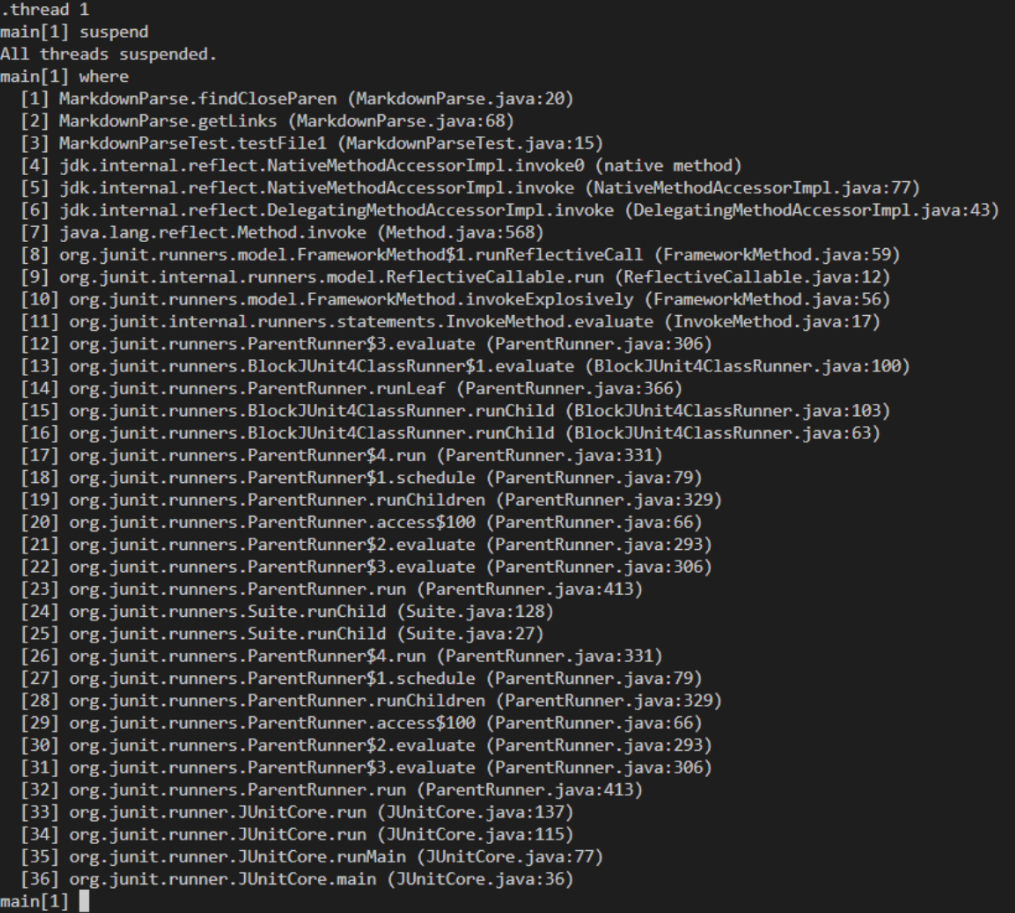 .thread 1
main[1] suspend
All threads suspended.
main[1] where
[1] MarkdownParse.findCloseParen (MarkdownParse.java:20)
[2] MarkdownParse.getLinks (MarkdownParse.java:68)
[3] MarkdownParseTest.testFile1 (MarkdownParseTest.java:15)
[4] jdk.internal.reflect.NativeMethodAccessorImpl.invoke0 (native method)
[5] jdk.internal.reflect.NativeMethodAccessorImpl.invoke (NativeMethodAccessorImpl.java:77)
[6] jdk.internal.reflect.DelegatingMethodAccessorImpl.invoke (DelegatingMethodAccessorImpl.java:43)
[7] java.lang.reflect.Method.invoke (Method.java:568)
[8] org.junit.runners.model.FrameworkMethod$1.runReflectiveCall (FrameworkMethod.java:59)
[9] org.junit.internal.runners.model.ReflectiveCallable.run (ReflectiveCallable.java:12)
[10] org.junit.runners.model.FrameworkMethod.invokeExplosively (FrameworkMethod.java:56)
[11] org.junit.internal.runners.statements.InvokeMethod.evaluate (InvokeMethod.java:17)
[12] org.junit.runners.ParentRunner$3.evaluate (ParentRunner.java:306)
[13] org.junit.runners.BlockJUnit4ClassRunner$1.evaluate (BlockJUnit4ClassRunner.java:100)
[14] org.junit.runners.ParentRunner.runLeaf (ParentRunner.java:366)
[15] org.junit.runners.BlockJUnit4ClassRunner.runChild (BlockJUnit4ClassRunner.java:103)
[16] org.junit.runners.BlockJUnit4ClassRunner.runChild (BlockJUnit4ClassRunner.java:63)
[17] org.junit.runners.ParentRunner$4.run (ParentRunner.java:331)
[18] org.junit.runners.ParentRunner$1.schedule (ParentRunner.java:79)
[19] org.junit.runners.ParentRunner.runChildren (ParentRunner.java:329)
[20] org.junit.runners.ParentRunner.access$100 (ParentRunner.java:66)
[21] org.junit.runners.ParentRunner$2.evaluate (ParentRunner.java:293)
[22] org.junit.runners.ParentRunner$3.evaluate (ParentRunner.java:306)
[23] org.junit.runners.ParentRunner.run (ParentRunner.java:413)
[24] org.junit.runners.Suite.runChild (Suite.java:128)
[25] org.junit.runners.Suite.runChild (Suite.java:27)
[26] org.junit.runners.ParentRunner$4.run (ParentRunner.java:331)
[27] org.junit.runners.ParentRunner$1.schedule (ParentRunner.java:79)
[28] org.junit.runners.ParentRunner.runChildren (ParentRunner.java:329)
[29] org.junit.runners.ParentRunner.access$100 (ParentRunner.java:66)
[30] org.junit.runners.ParentRunner$2.evaluate (ParentRunner.java:293)
[31] org.junit.runners.ParentRunner$3.evaluate (ParentRunner.java:306)
[32] org.junit.runners.ParentRunner.run (ParentRunner.java:413)
[33] org.junit.runner.JUnitCore.run (JUnitCore.java:137)
[34] org.junit.runner.JUnitCore.run (JUnitCore.java:115)
[35] org.junit.runner.JUnitCore.runMain (JUnitCore.java:77)
[36] org.junit.runner.JUnitCore.main (JUnitCore.java:36)
main[1]